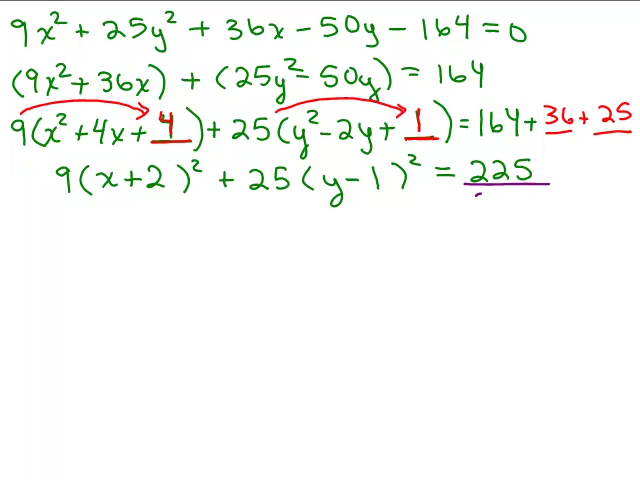 9x² + 25y² + 36x - 50y - 164 = 0
(9x² + 36x) + (25y² - 50y) = 164
9(x² + 4x + 4) + 25(y² - 2y + 1) = 164 + 36 + 25
9(x + 2)² + 25(y - 1)² = 225